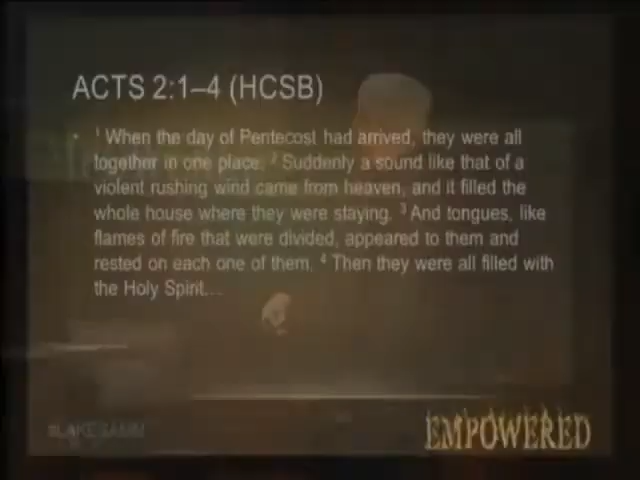 ACTS 2:1–4 (HCSB)
• 1 When the day of Pentecost had arrived, they were all
together in one place. 2 Suddenly a sound like that of a
violent rushing wind came from heaven, and it filled the
whole house where they were staying. 3 And tongues, like
flames of fire that were divided, appeared to them and
rested on each one of them. 4 Then they were all filled with
the Holy Spirit…
EMPOWERED